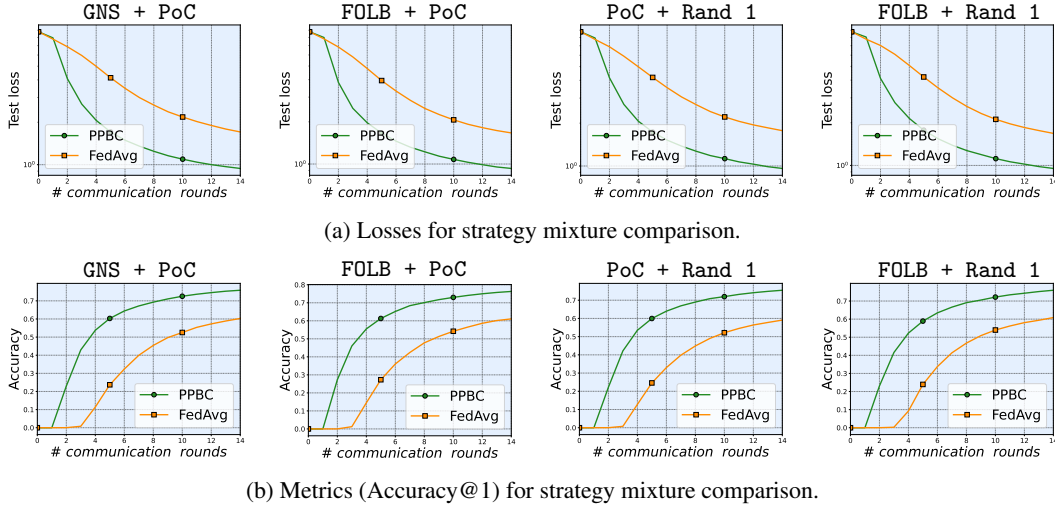 GNS + PoC
FOLB + PoC
PoC + Rand 1
FOLB + Rand 1
Test loss
10⁰
PPBC
FedAvg
0 2 4 6 8 10 12 14
# communication rounds
Test loss
10⁰
PPBC
FedAvg
0 2 4 6 8 10 12 14
# communication rounds
Test loss
10⁰
PPBC
FedAvg
0 2 4 6 8 10 12 14
# communication rounds
Test loss
10⁰
PPBC
FedAvg
0 2 4 6 8 10 12 14
# communication rounds
(a) Losses for strategy mixture comparison.
GNS + PoC
FOLB + PoC
PoC + Rand 1
FOLB + Rand 1
Accuracy
0.7
0.6
0.5
0.4
0.3
0.2
0.1
0.0
PPBC
FedAvg
0 2 4 6 8 10 12 14
# communication rounds
Accuracy
0.8
0.7
0.6
0.5
0.4
0.3
0.2
0.1
0.0
PPBC
FedAvg
0 2 4 6 8 10 12 14
# communication rounds
Accuracy
0.7
0.6
0.5
0.4
0.3
0.2
0.1
0.0
PPBC
FedAvg
0 2 4 6 8 10 12 14
# communication rounds
Accuracy
0.7
0.6
0.5
0.4
0.3
0.2
0.1
0.0
PPBC
FedAvg
0 2 4 6 8 10 12 14
# communication rounds
(b) Metrics (Accuracy@1) for strategy mixture comparison.